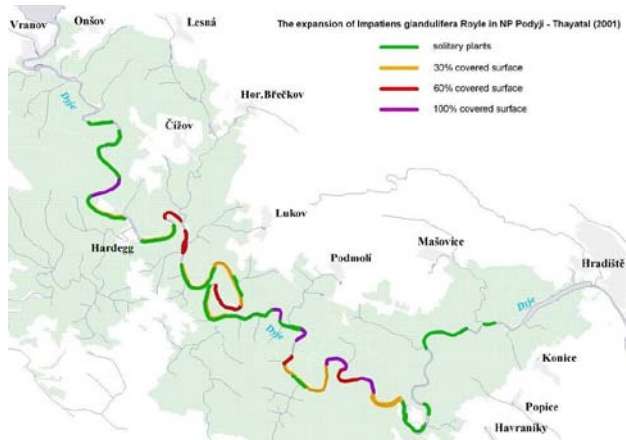 The expansion of Impatiens glandulifera Royle in NP Podyjí - Thayatal (2001)
solitary plants
30% covered surface
60% covered surface
100% covered surface
Vranov
Onšov
Lesná
Dyje
Hor.Břečkov
Čížov
Lukov
Hardegg
Podmolí
Mašovice
Hradiště
Dyje
Dyje
Konice
Popice
Havraníky